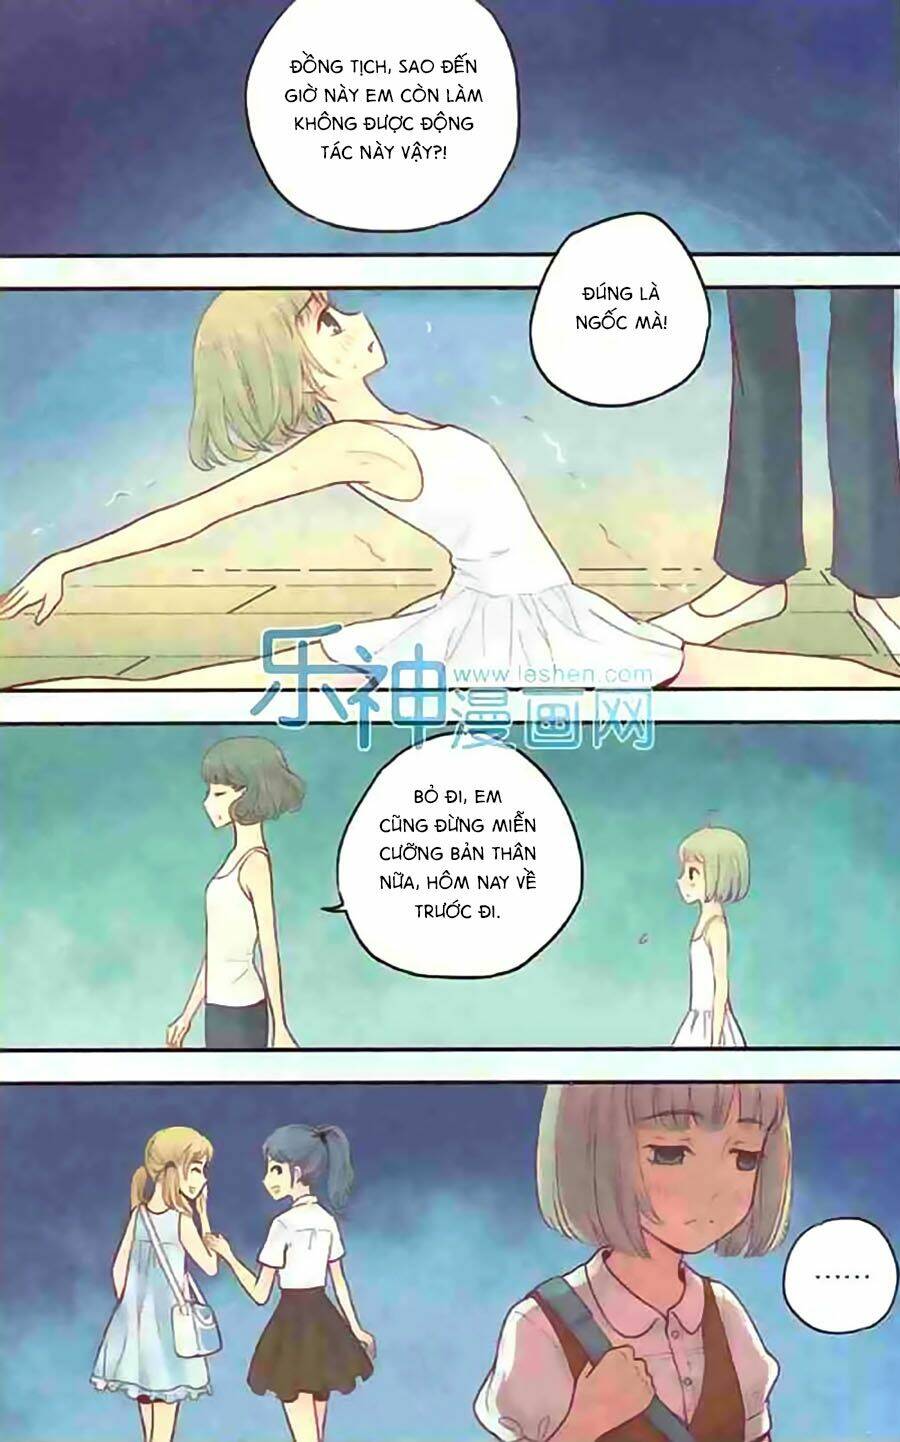 ĐỒNG TỊCH, SAO ĐẾN
GIỜ NÀY EM CÒN LÀM
KHÔNG ĐƯỢC ĐỘNG
TÁC NÀY VẬY?!
ĐÚNG LÀ
NGỐC MÀ!
乐神漫画网
www.leshen.com
BỎ ĐI, EM
CŨNG ĐỪNG MIỄN
CƯỠNG BẢN THÂN
NỮA, HÔM NAY VỀ
TRƯỚC ĐI.
......